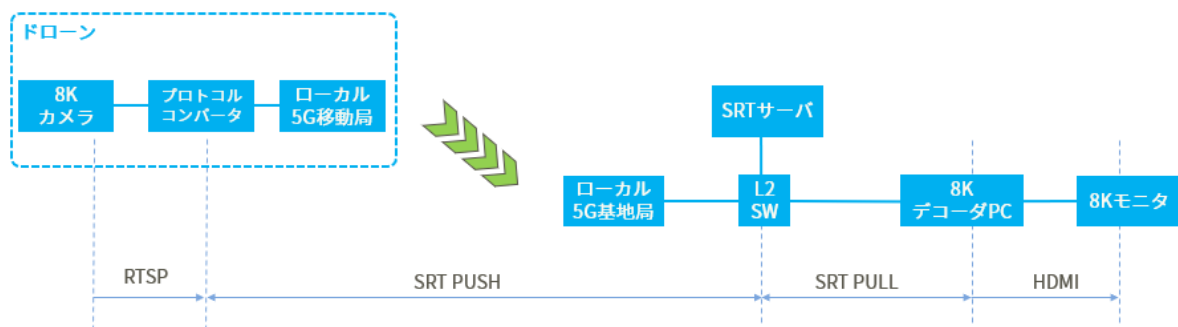 ドローン
8K
カメラ
プロトコル
コンバータ
ローカル
5G移動局
SRTサーバ
ローカル
5G基地局
L2
SW
8K
デコーダPC
8Kモニタ
RTSP
SRT PUSH
SRT PULL
HDMI